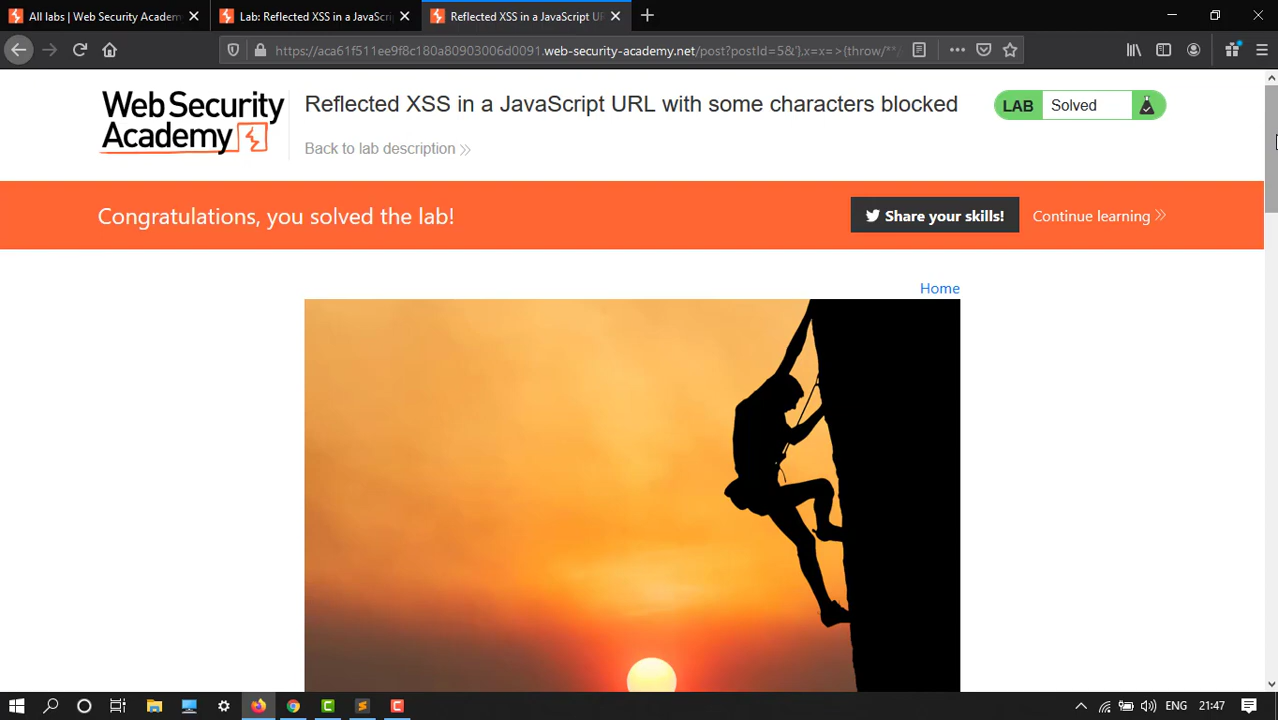 All labs | Web Security Academ
Lab: Reflected XSS in a JavaScri
Reflected XSS in a JavaScript UR
https://aca61f511ee9f8c180a80903006d0091.web-security-academy.net/post?postId=5&'},x=x=>{throw/**/
WebSecurity
Academy
Reflected XSS in a JavaScript URL with some characters blocked
LAB Solved
Back to lab description
Congratulations, you solved the lab!
Share your skills!
Continue learning
Home
ENG
21:47